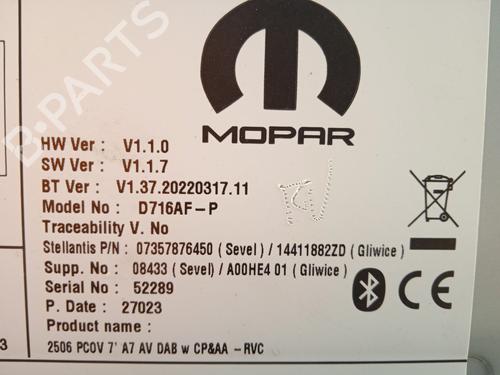 MOPAR
HW Ver : V1.1.0
SW Ver : V1.1.7
BT Ver : V1.37.20220317.11
Model No : D716AF-P
Traceability V. No
Stellantis P/N : 07357876450 ( Sevel ) / 14411882ZD ( Gliwice )
Supp. No : 08433 ( Sevel ) / A00HE4 01 ( Gliwice )
Serial No : 52289
P. Date : 27023
Product name :
2506 PCOV 7' A7 AV DAB w CP&AA -RVC
3
B-PARTS
CE